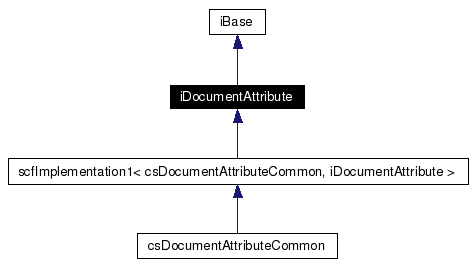 iBase
iDocumentAttribute
scfImplementation1< csDocumentAttributeCommon, iDocumentAttribute >
csDocumentAttributeCommon